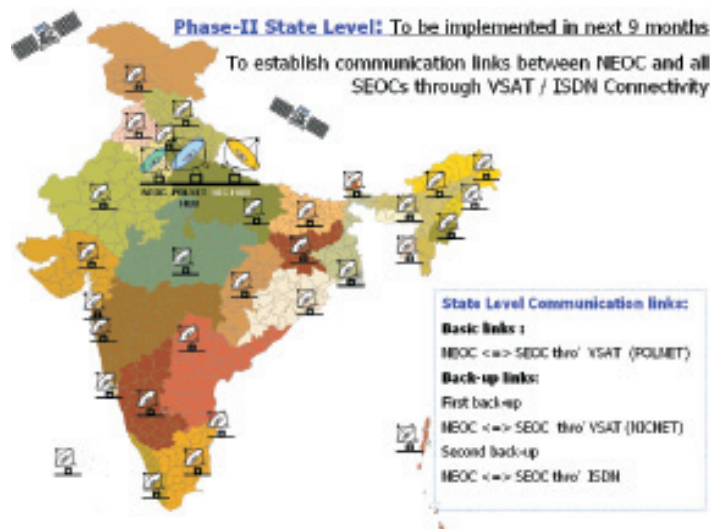 Phase-II State Level: To be implemented in next 9 months
To establish communication links between NEOC and all
SEOCs through VSAT / ISDN Connectivity
NEOC POLNET
HUB
State Level Communication links:
Basic links :
NEOC <=> SEOC thro' VSAT (POLNET)
Back-up links:
First back-up
NEOC <=> SEOC thro' VSAT (NICNET)
Second back-up
NEOC <=> SEOC thro' ISDN